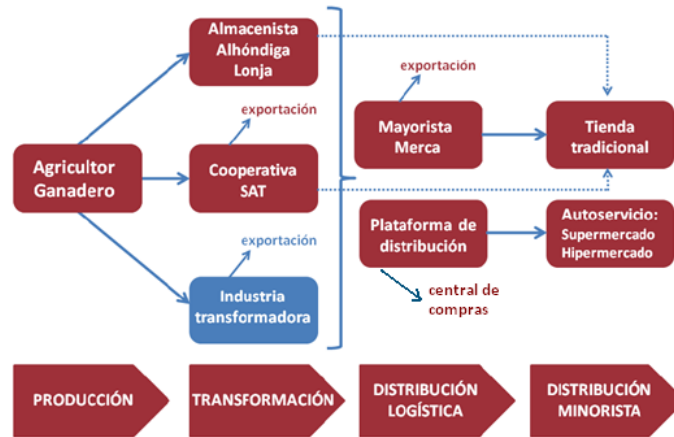 Almacenista
Alhóndiga
Lonja
exportación
exportación
Mayorista
Merca
Tienda
tradicional
Agricultor
Ganadero
Cooperativa
SAT
exportación
Plataforma de
distribución
Autoservicio:
Supermercado
Hipermercado
Industria
transformadora
central de
compras
PRODUCCIÓN
TRANSFORMACIÓN
DISTRIBUCIÓN
LOGÍSTICA
DISTRIBUCIÓN
MINORISTA